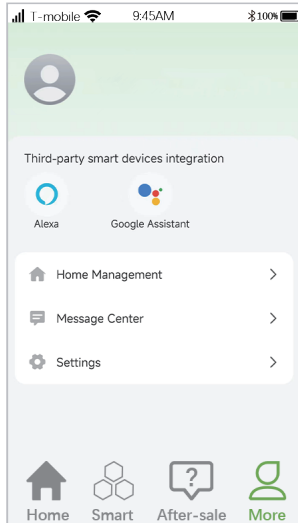 T-mobile 9:45AM 100%
Third-party smart devices integration
Alexa Google Assistant
Home Management
Message Center
Settings
?
Home Smart After-sale More